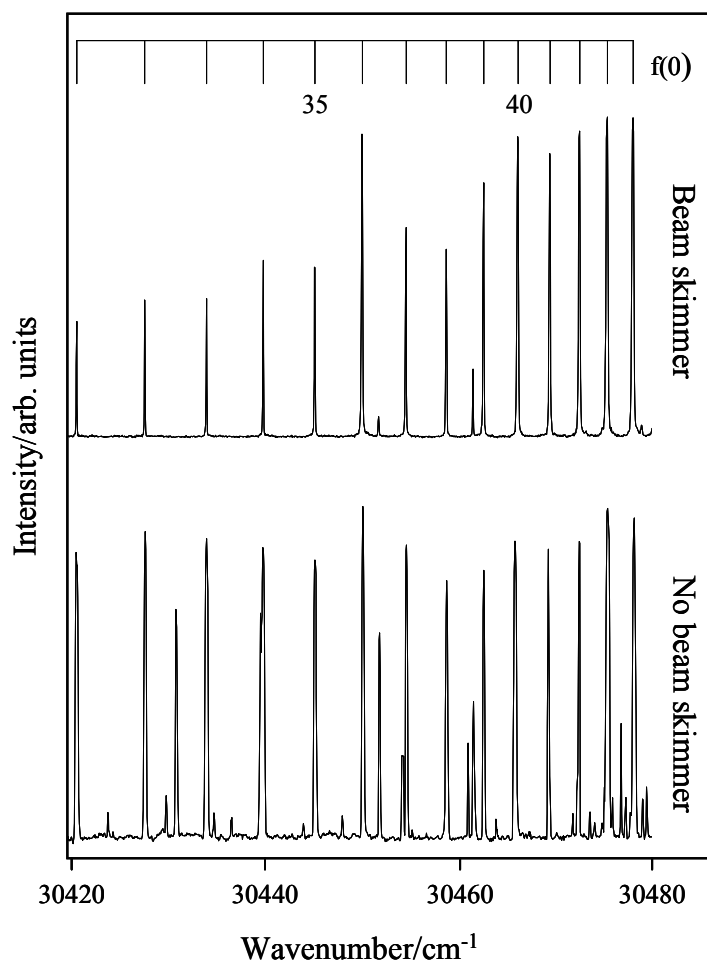 f(0)
35 40
Beam skimmer
No beam skimmer
Intensity/arb. units
30420 30440 30460 30480
Wavenumber/cm⁻¹